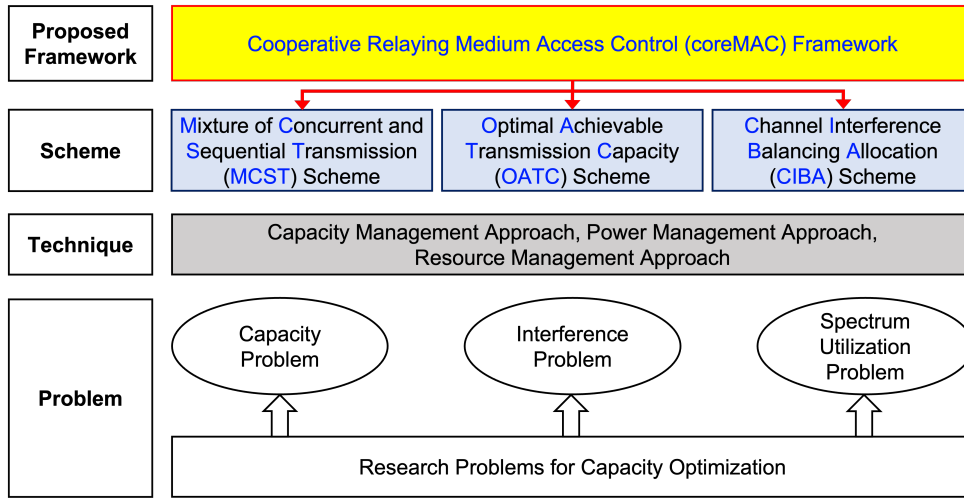 Proposed
Framework
Cooperative Relaying Medium Access Control (coreMAC) Framework
Scheme
Mixture of Concurrent and
Sequential Transmission
(MCST) Scheme
Optimal Achievable
Transmission Capacity
(OATC) Scheme
Channel Interference
Balancing Allocation
(CIBA) Scheme
Technique
Capacity Management Approach, Power Management Approach,
Resource Management Approach
Problem
Capacity
Problem
Interference
Problem
Spectrum
Utilization
Problem
Research Problems for Capacity Optimization